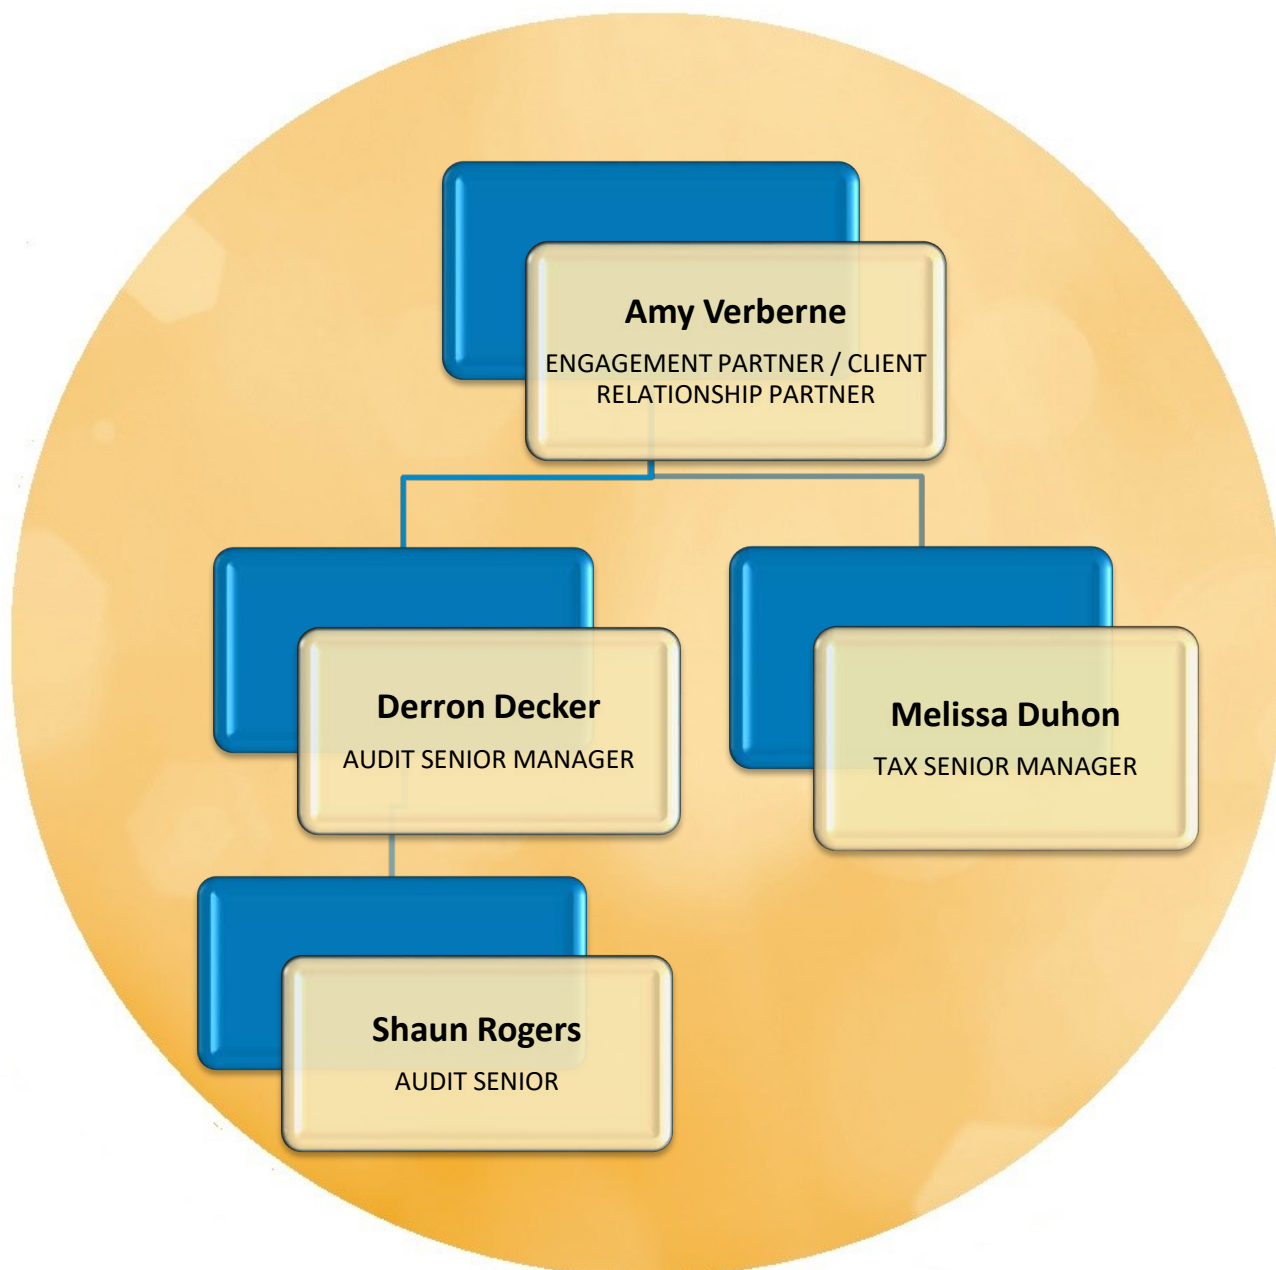 Amy Verberne
ENGAGEMENT PARTNER / CLIENT
RELATIONSHIP PARTNER
Derron Decker
AUDIT SENIOR MANAGER
Melissa Duhon
TAX SENIOR MANAGER
Shaun Rogers
AUDIT SENIOR